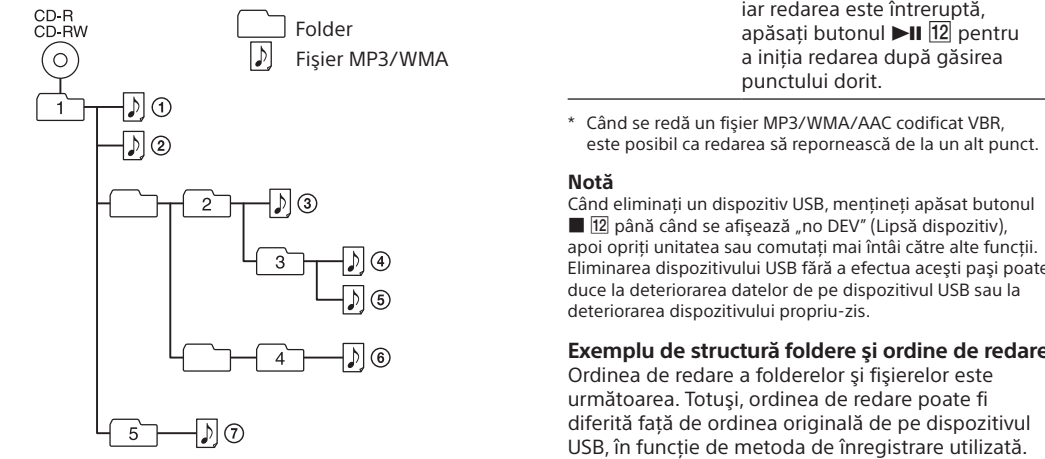 CD-R
CD-RW
Folder
Fişier MP3/WMA
1
①
②
2
③
3
④
⑤
4
⑥
5
⑦
iar redarea este întreruptă,
apăsaţi butonul ►II 12 pentru
a iniţia redarea după găsirea
punctului dorit.
* Când se redă un fişier MP3/WMA/AAC codificat VBR,
este posibil ca redarea să repornească de la un alt punct.
Notă
Când eliminaţi un dispozitiv USB, menţineţi apăsat butonul
■ 12 până când se afişează „no DEV” (Lipsă dispozitiv),
apoi opriţi unitatea sau comutaţi mai întâi către alte funcţii.
Eliminarea dispozitivului USB fără a efectua aceşti paşi poate
duce la deteriorarea datelor de pe dispozitivul USB sau la
deteriorarea dispozitivului propriu-zis.
Exemplu de structură foldere şi ordine de redare
Ordinea de redare a folderelor şi fişierelor este
următoarea. Totuşi, ordinea de redare poate fi
diferită faţă de ordinea originală de pe dispozitivul
USB, în funcţie de metoda de înregistrare utilizată.